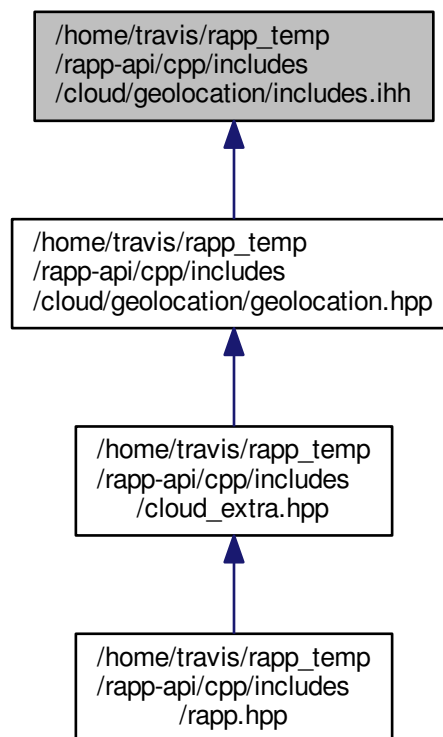 /home/travis/rapp_temp
/rapp-api/cpp/includes
/cloud/geolocation/includes.ihh
/home/travis/rapp_temp
/rapp-api/cpp/includes
/cloud/geolocation/geolocation.hpp
/home/travis/rapp_temp
/rapp-api/cpp/includes
/cloud_extra.hpp
/home/travis/rapp_temp
/rapp-api/cpp/includes
/rapp.hpp